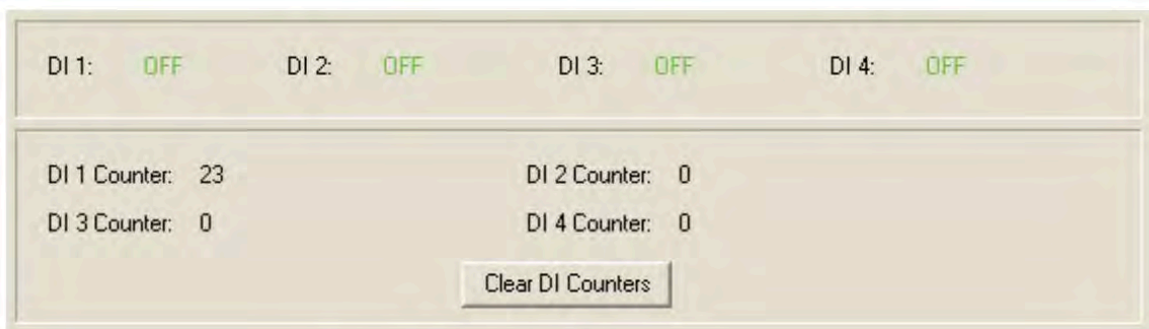 DI 1: OFF DI 2: OFF DI 3: OFF DI 4: OFF
DI 1 Counter: 23 DI 2 Counter: 0
DI 3 Counter: 0 DI 4 Counter: 0
Clear DI Counters